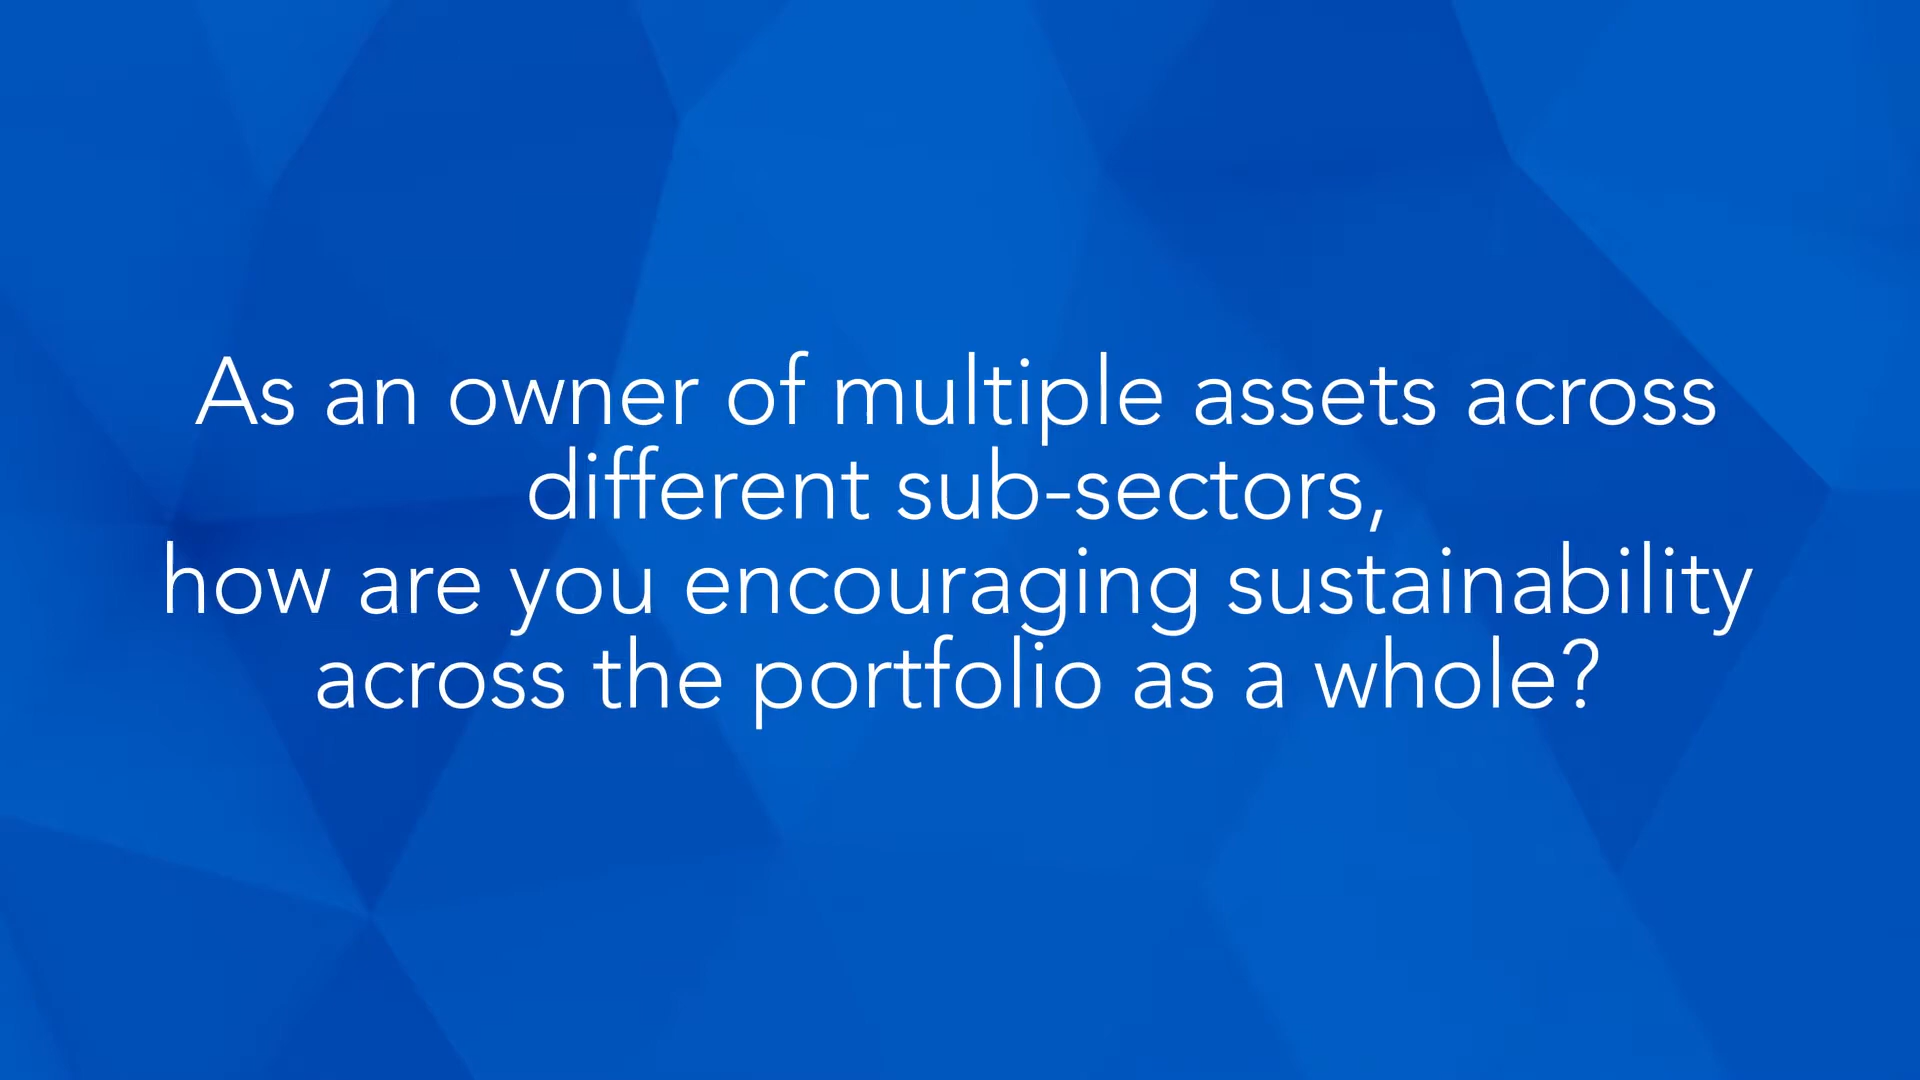 As an owner of multiple assets across
different sub-sectors,
how are you encouraging sustainability
across the portfolio as a whole?